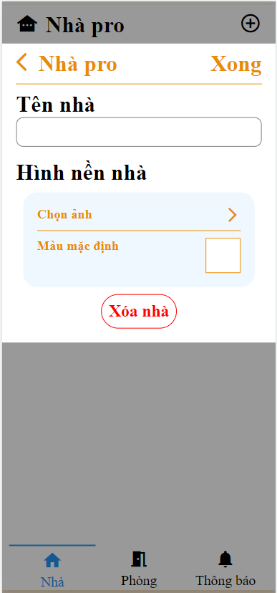 Nhà pro
Nhà pro Xong
Tên nhà
Hình nền nhà
Chọn ảnh
Màu mặc định
Xóa nhà
Nhà Phòng Thông báo